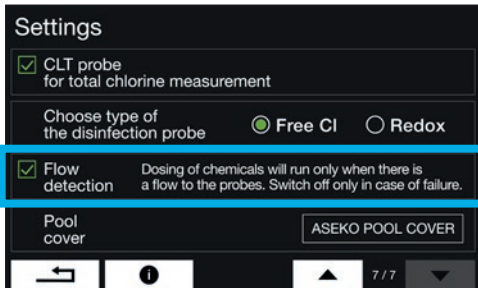 Settings
CLT probe
for total chlorine measurement
Choose type of
the disinfection probe
Free Cl
Redox
Flow
detection
Dosing of chemicals will run only when there is
a flow to the probes. Switch off only in case of failure.
Pool
cover
ASEKO POOL COVER
7/7